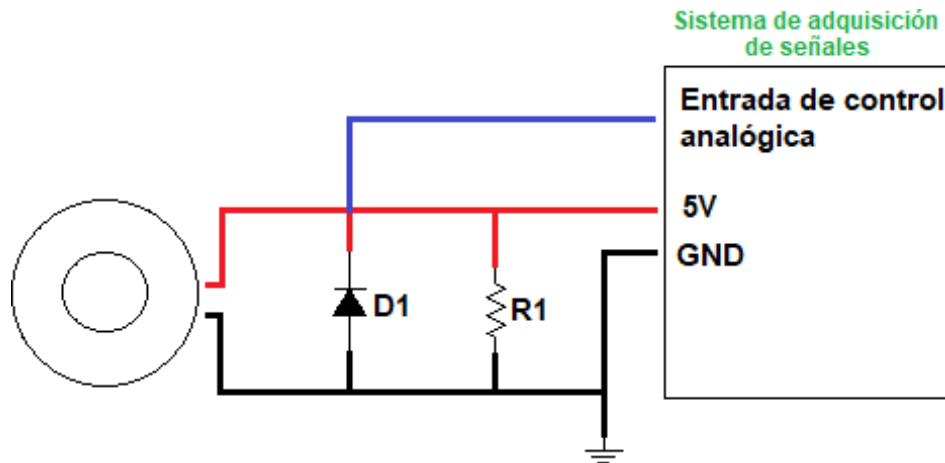 Sistema de adquisición
de señales
Entrada de control
analógica
5V
GND
D1
R1